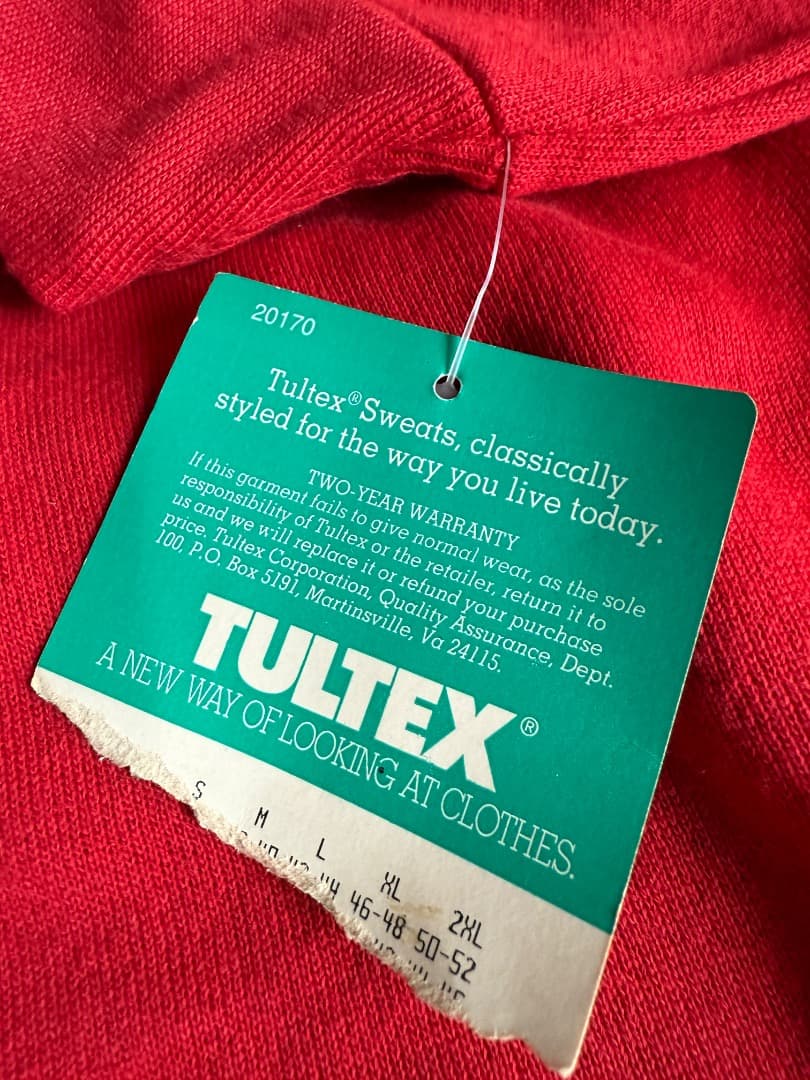 20170
Tultex® Sweats, classically
styled for the way you live today.
TWO-YEAR WARRANTY
If this garment fails to give normal wear, as the sole
responsibility of Tultex or the retailer, return it to
us and we will replace it or refund your purchase
price. Tultex Corporation, Quality Assurance, Dept.
100, P.O. Box 5191, Martinsville, Va 24115.
TULTEX®
A NEW WAY OF LOOKING AT CLOTHES.
S M L XL 2XL
44 46-48 50-52